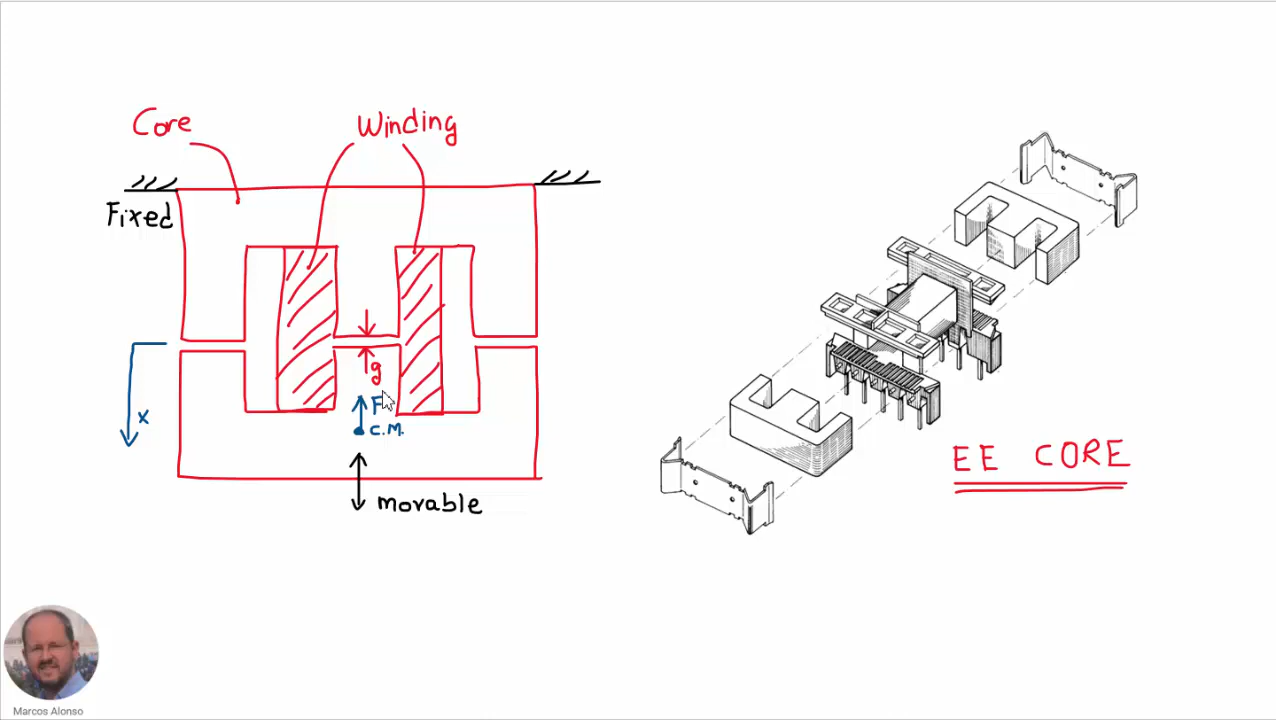 Core
Winding
Fixed
g
x
F
C.M.
movable
EE CORE
Marcos Alonso